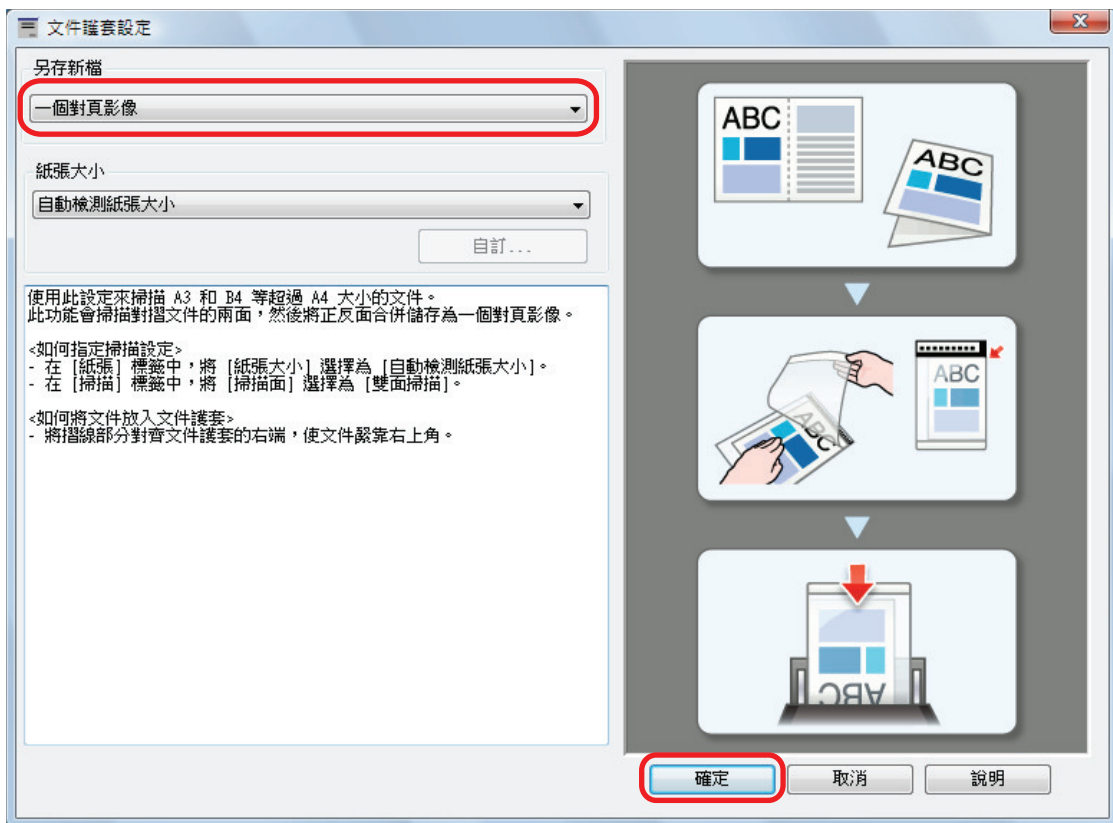 文件護套設定
另存新檔
一個對頁影像
紙張大小
自動檢測紙張大小
自訂...
使用此設定來掃描 A3 和 B4 等超過 A4 大小的文件。
此功能會掃描對摺文件的兩面，然後將正反面合併儲存為一個對頁影像。
<如何指定掃描設定>
- 在 [紙張] 標籤中，將 [紙張大小] 選擇為 [自動檢測紙張大小]。
- 在 [掃描] 標籤中，將 [掃描面] 選擇為 [雙面掃描]。
<如何將文件放入文件護套>
- 將摺線部分對齊文件護套的右端，使文件緊靠右上角。
ABC
ABC
ABC
ABC
ABC
確定
取消
說明